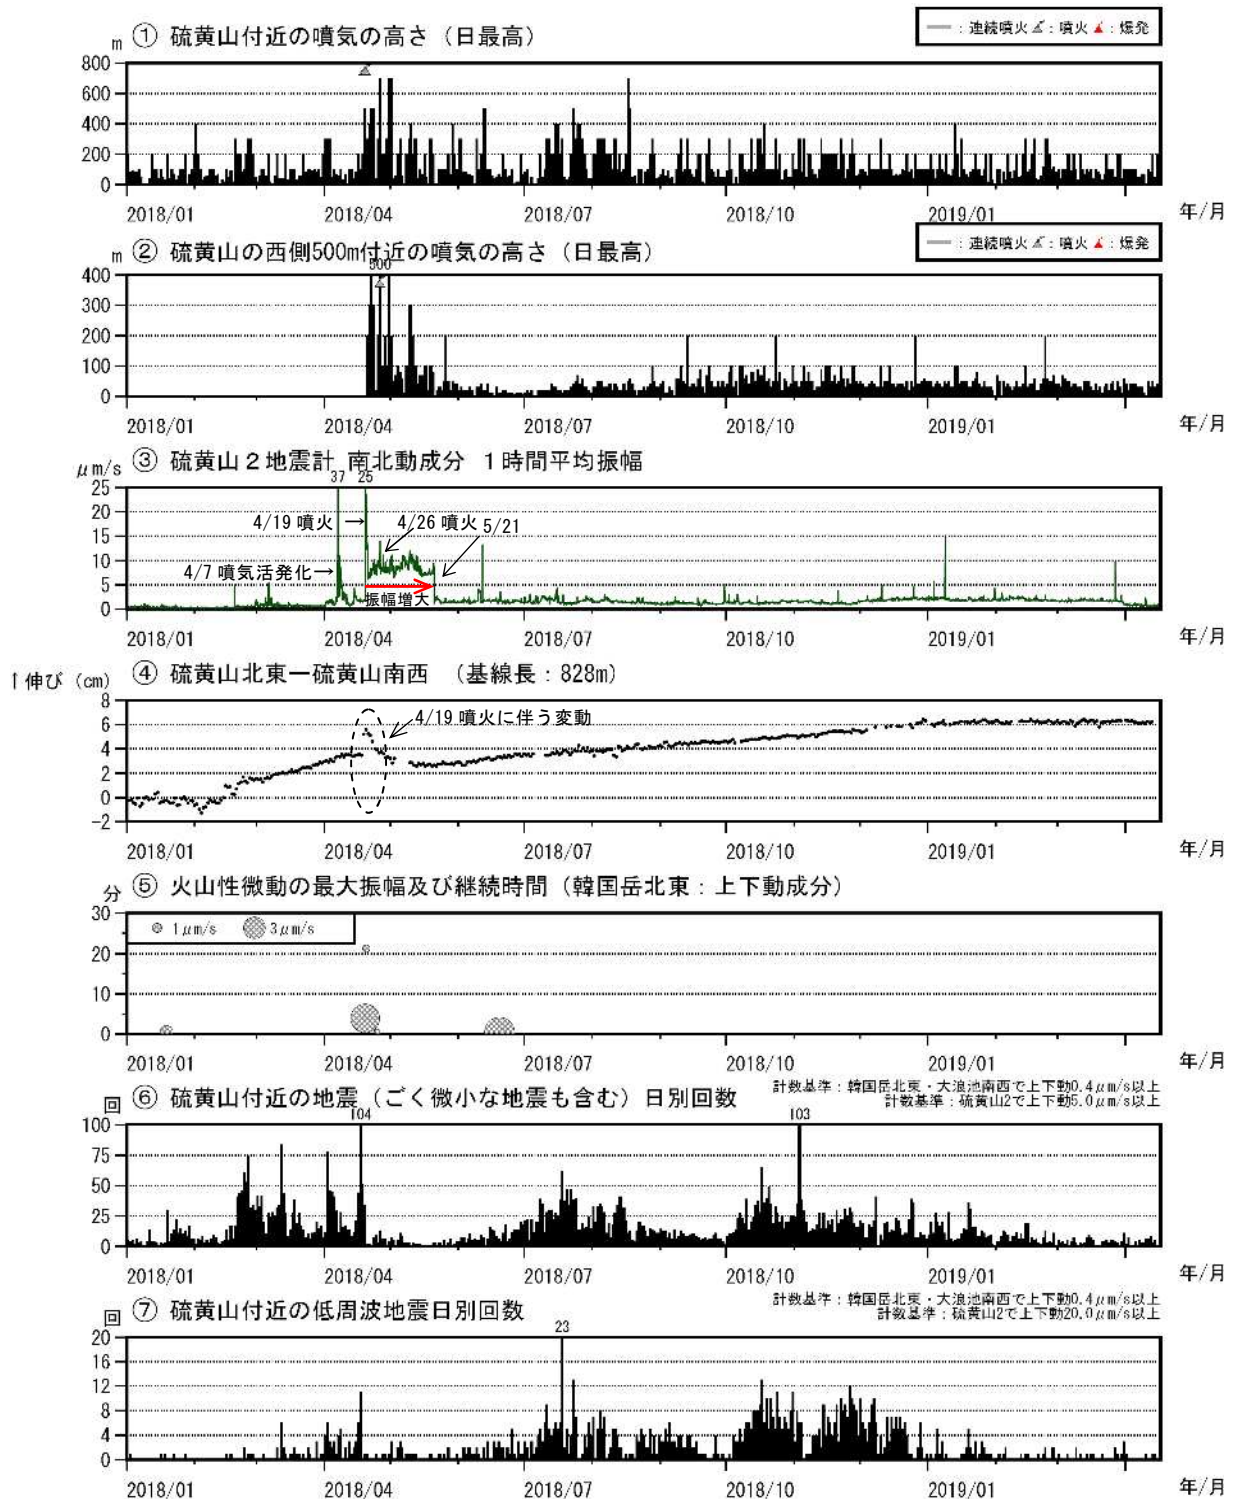 m ① 硫黄山付近の噴気の高さ（日最高）
：連続噴火 ：噴火 ：爆発
800
600
400
200
0
2018/01 2018/04 2018/07 2018/10 2019/01 年/月
m ② 硫黄山の西側500m付近の噴気の高さ（日最高）
：連続噴火 ：噴火 ：爆発
500
400
300
200
100
0
2018/01 2018/04 2018/07 2018/10 2019/01 年/月
μm/s ③ 硫黄山２地震計 南北動成分 １時間平均振幅
37 25
25
20
15
10
5
0
4/19 噴火→ 4/26 噴火 5/21
4/7 噴気活発化→
振幅増大
2018/01 2018/04 2018/07 2018/10 2019/01 年/月
↑伸び（cm） ④ 硫黄山北東ー硫黄山南西 （基線長：828m）
8
6
4
2
0
-2
4/19 噴火に伴う変動
2018/01 2018/04 2018/07 2018/10 2019/01 年/月
分 ⑤ 火山性微動の最大振幅及び継続時間（韓国岳北東：上下動成分）
30
20
10
0
1μm/s 3μm/s
2018/01 2018/04 2018/07 2018/10 2019/01 年/月
回 ⑥ 硫黄山付近の地震（ごく微小な地震も含む）日別回数
計数基準：韓国岳北東・大浪池南西で上下動0.4μm/s以上
計数基準：硫黄山2で上下動5.0μm/s以上
104 103
100
75
50
25
0
2018/01 2018/04 2018/07 2018/10 2019/01 年/月
回 ⑦ 硫黄山付近の低周波地震日別回数
計数基準：韓国岳北東・大浪池南西で上下動0.4μm/s以上
計数基準：硫黄山2で上下動20.0μm/s以上
23
20
16
12
8
4
0
2018/01 2018/04 2018/07 2018/10 2019/01 年/月